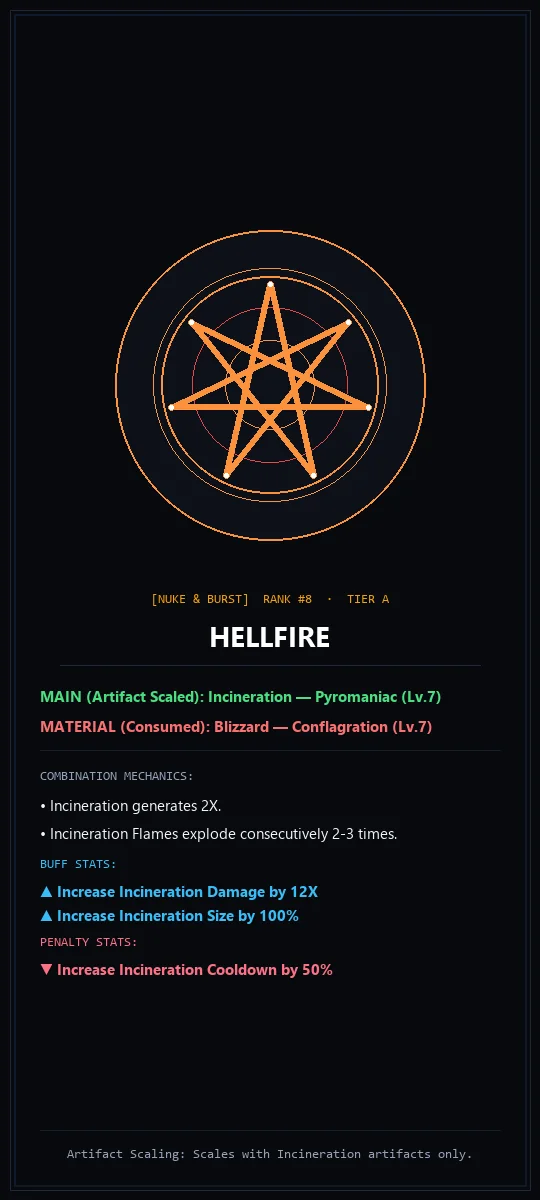 [NUKE & BURST] RANK #8 · TIER A
HELLFIRE
MAIN (Artifact Scaled): Incineration — Pyromaniac (Lv.7)
MATERIAL (Consumed): Blizzard — Conflagration (Lv.7)
COMBINATION MECHANICS:
• Incineration generates 2X.
• Incineration Flames explode consecutively 2-3 times.
BUFF STATS:
▲ Increase Incineration Damage by 12X
▲ Increase Incineration Size by 100%
PENALTY STATS:
▼ Increase Incineration Cooldown by 50%
Artifact Scaling: Scales with Incineration artifacts only.